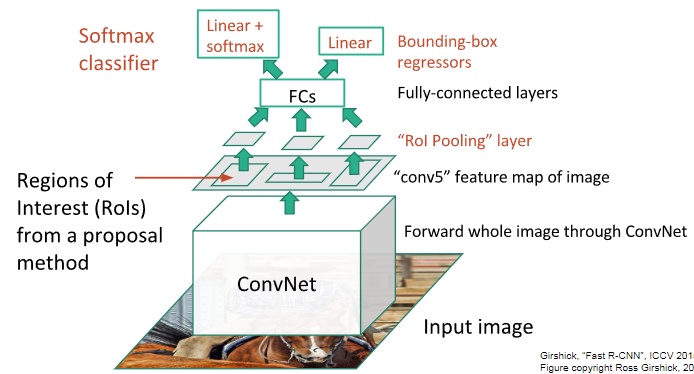 Softmax
classifier
Linear +
softmax
Linear
Bounding-box
regressors
FCs
Fully-connected layers
“RoI Pooling” layer
Regions of
Interest (RoIs)
from a proposal
method
“conv5” feature map of image
Forward whole image through ConvNet
ConvNet
Input image
Girshick, “Fast R-CNN”, ICCV 201
Figure copyright Ross Girshick, 20